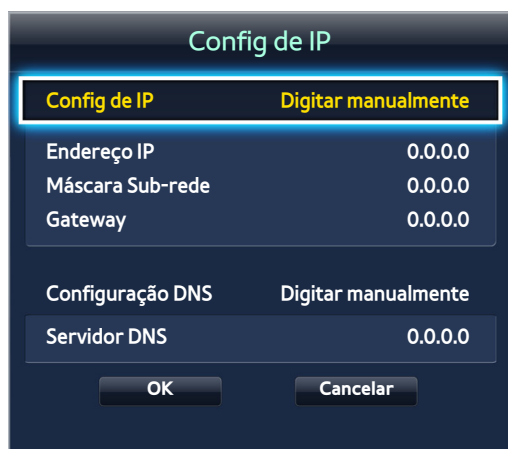 Config de IP
Config de IP Digitar manualmente
Endereço IP 0.0.0.0
Máscara Sub-rede 0.0.0.0
Gateway 0.0.0.0
Configuração DNS Digitar manualmente
Servidor DNS 0.0.0.0
OK Cancelar